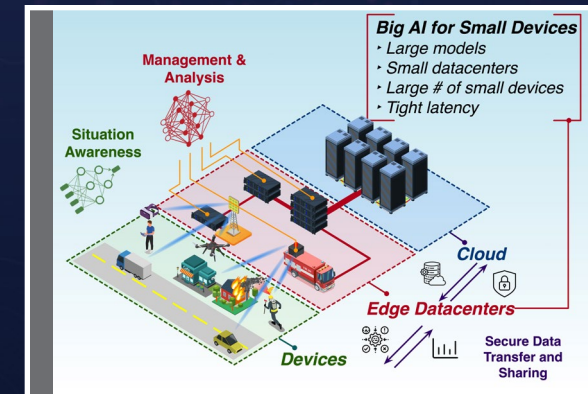 Big AI for Small Devices
‣ Large models
‣ Small datacenters
‣ Large # of small devices
‣ Tight latency
Management &
Analysis
Situation
Awareness
Cloud
Edge Datacenters
Devices
Secure Data
Transfer and
Sharing